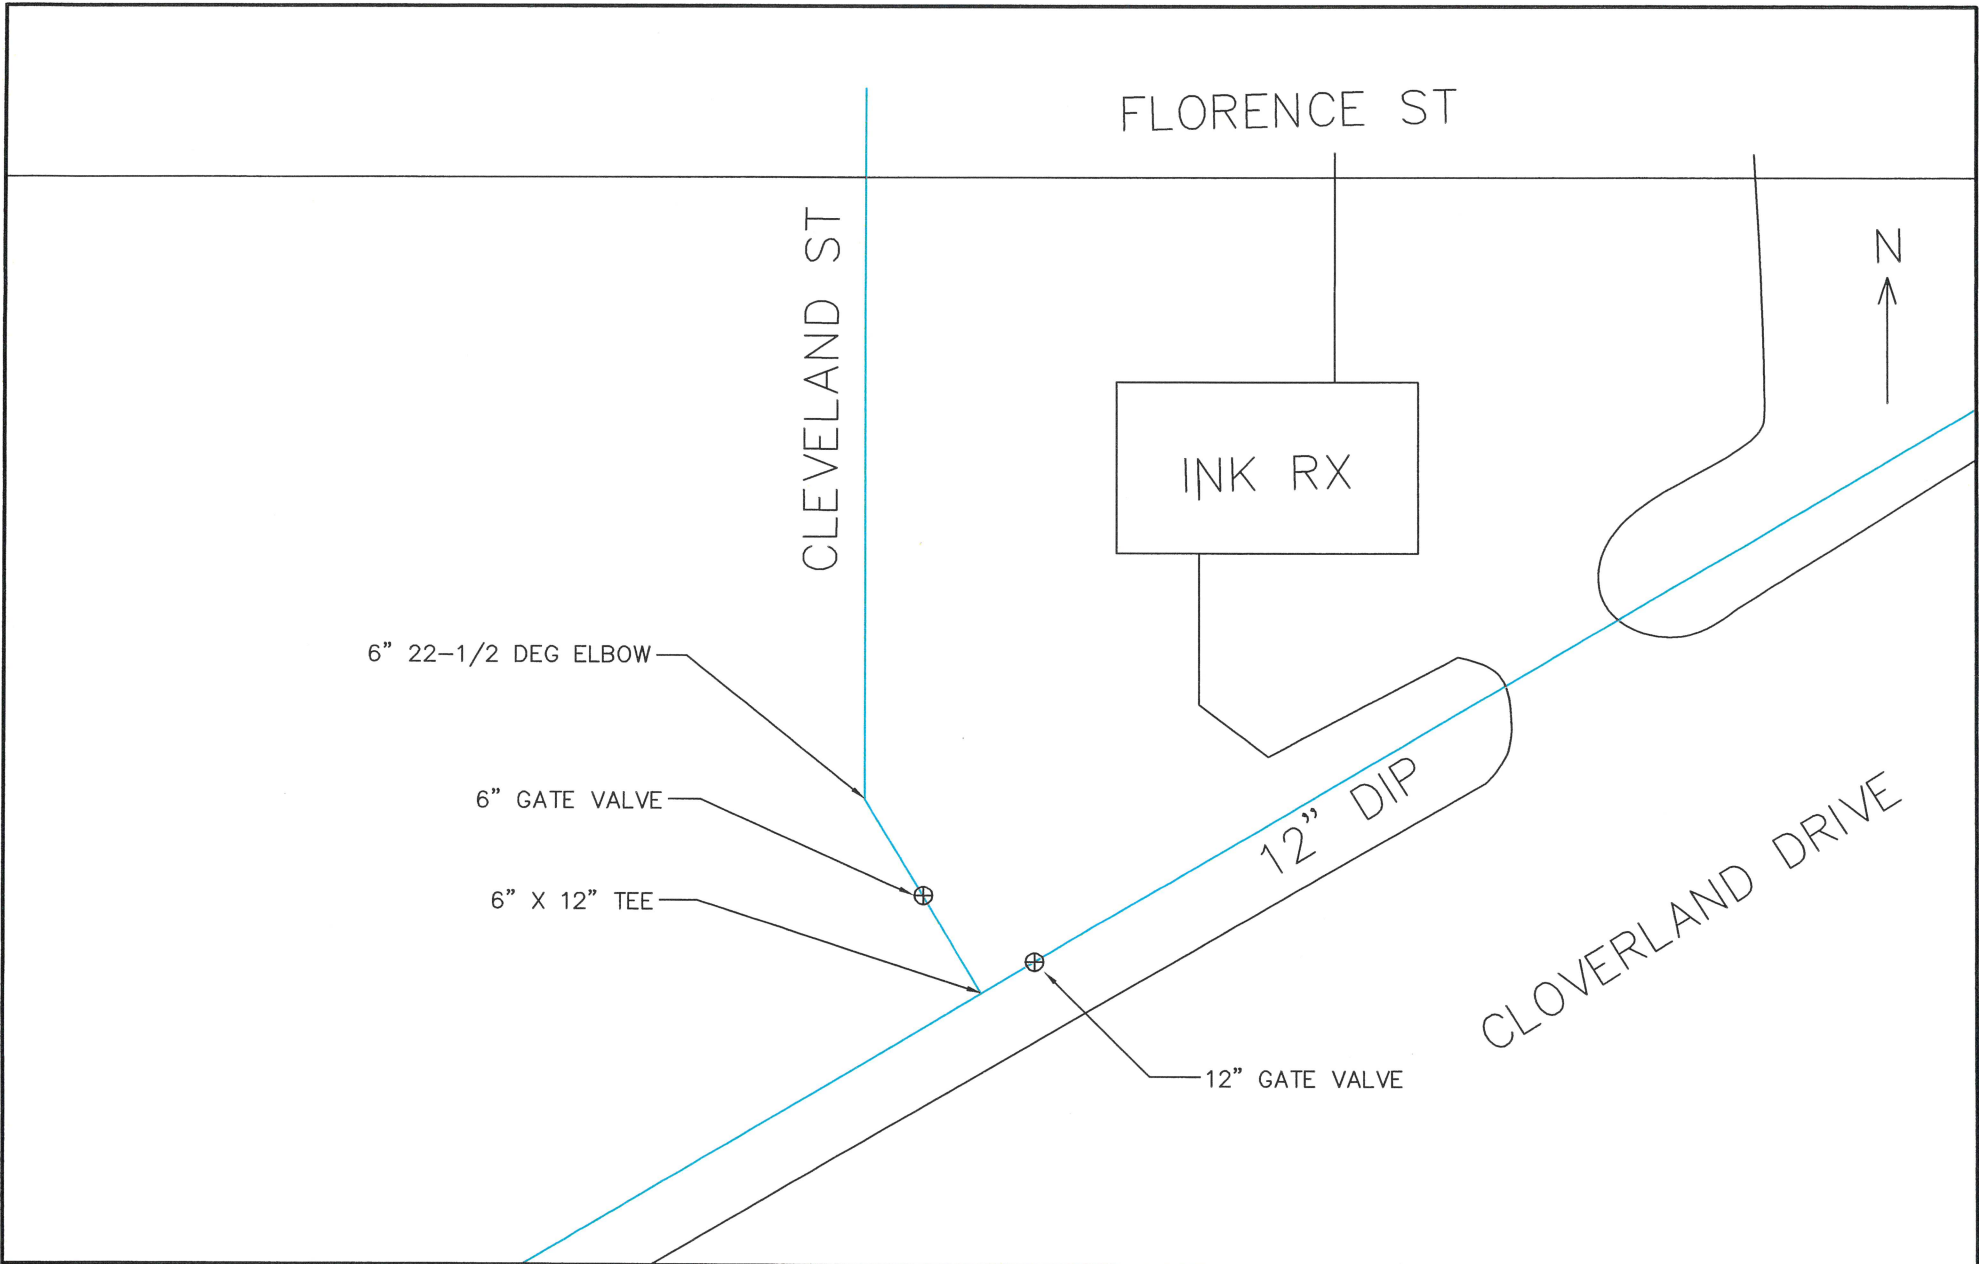 FLORENCE ST
CLEVELAND ST
N
INK RX
6" 22-1/2 DEG ELBOW
6" GATE VALVE
12" DIP
6" X 12" TEE
CLOVERLAND DRIVE
12" GATE VALVE